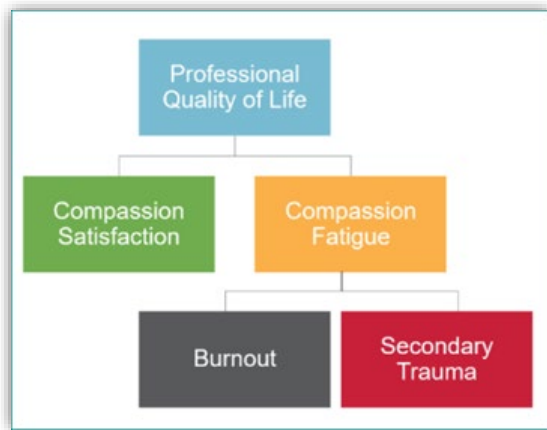 Professional
Quality of Life
Compassion
Satisfaction
Compassion
Fatigue
Burnout
Secondary
Trauma